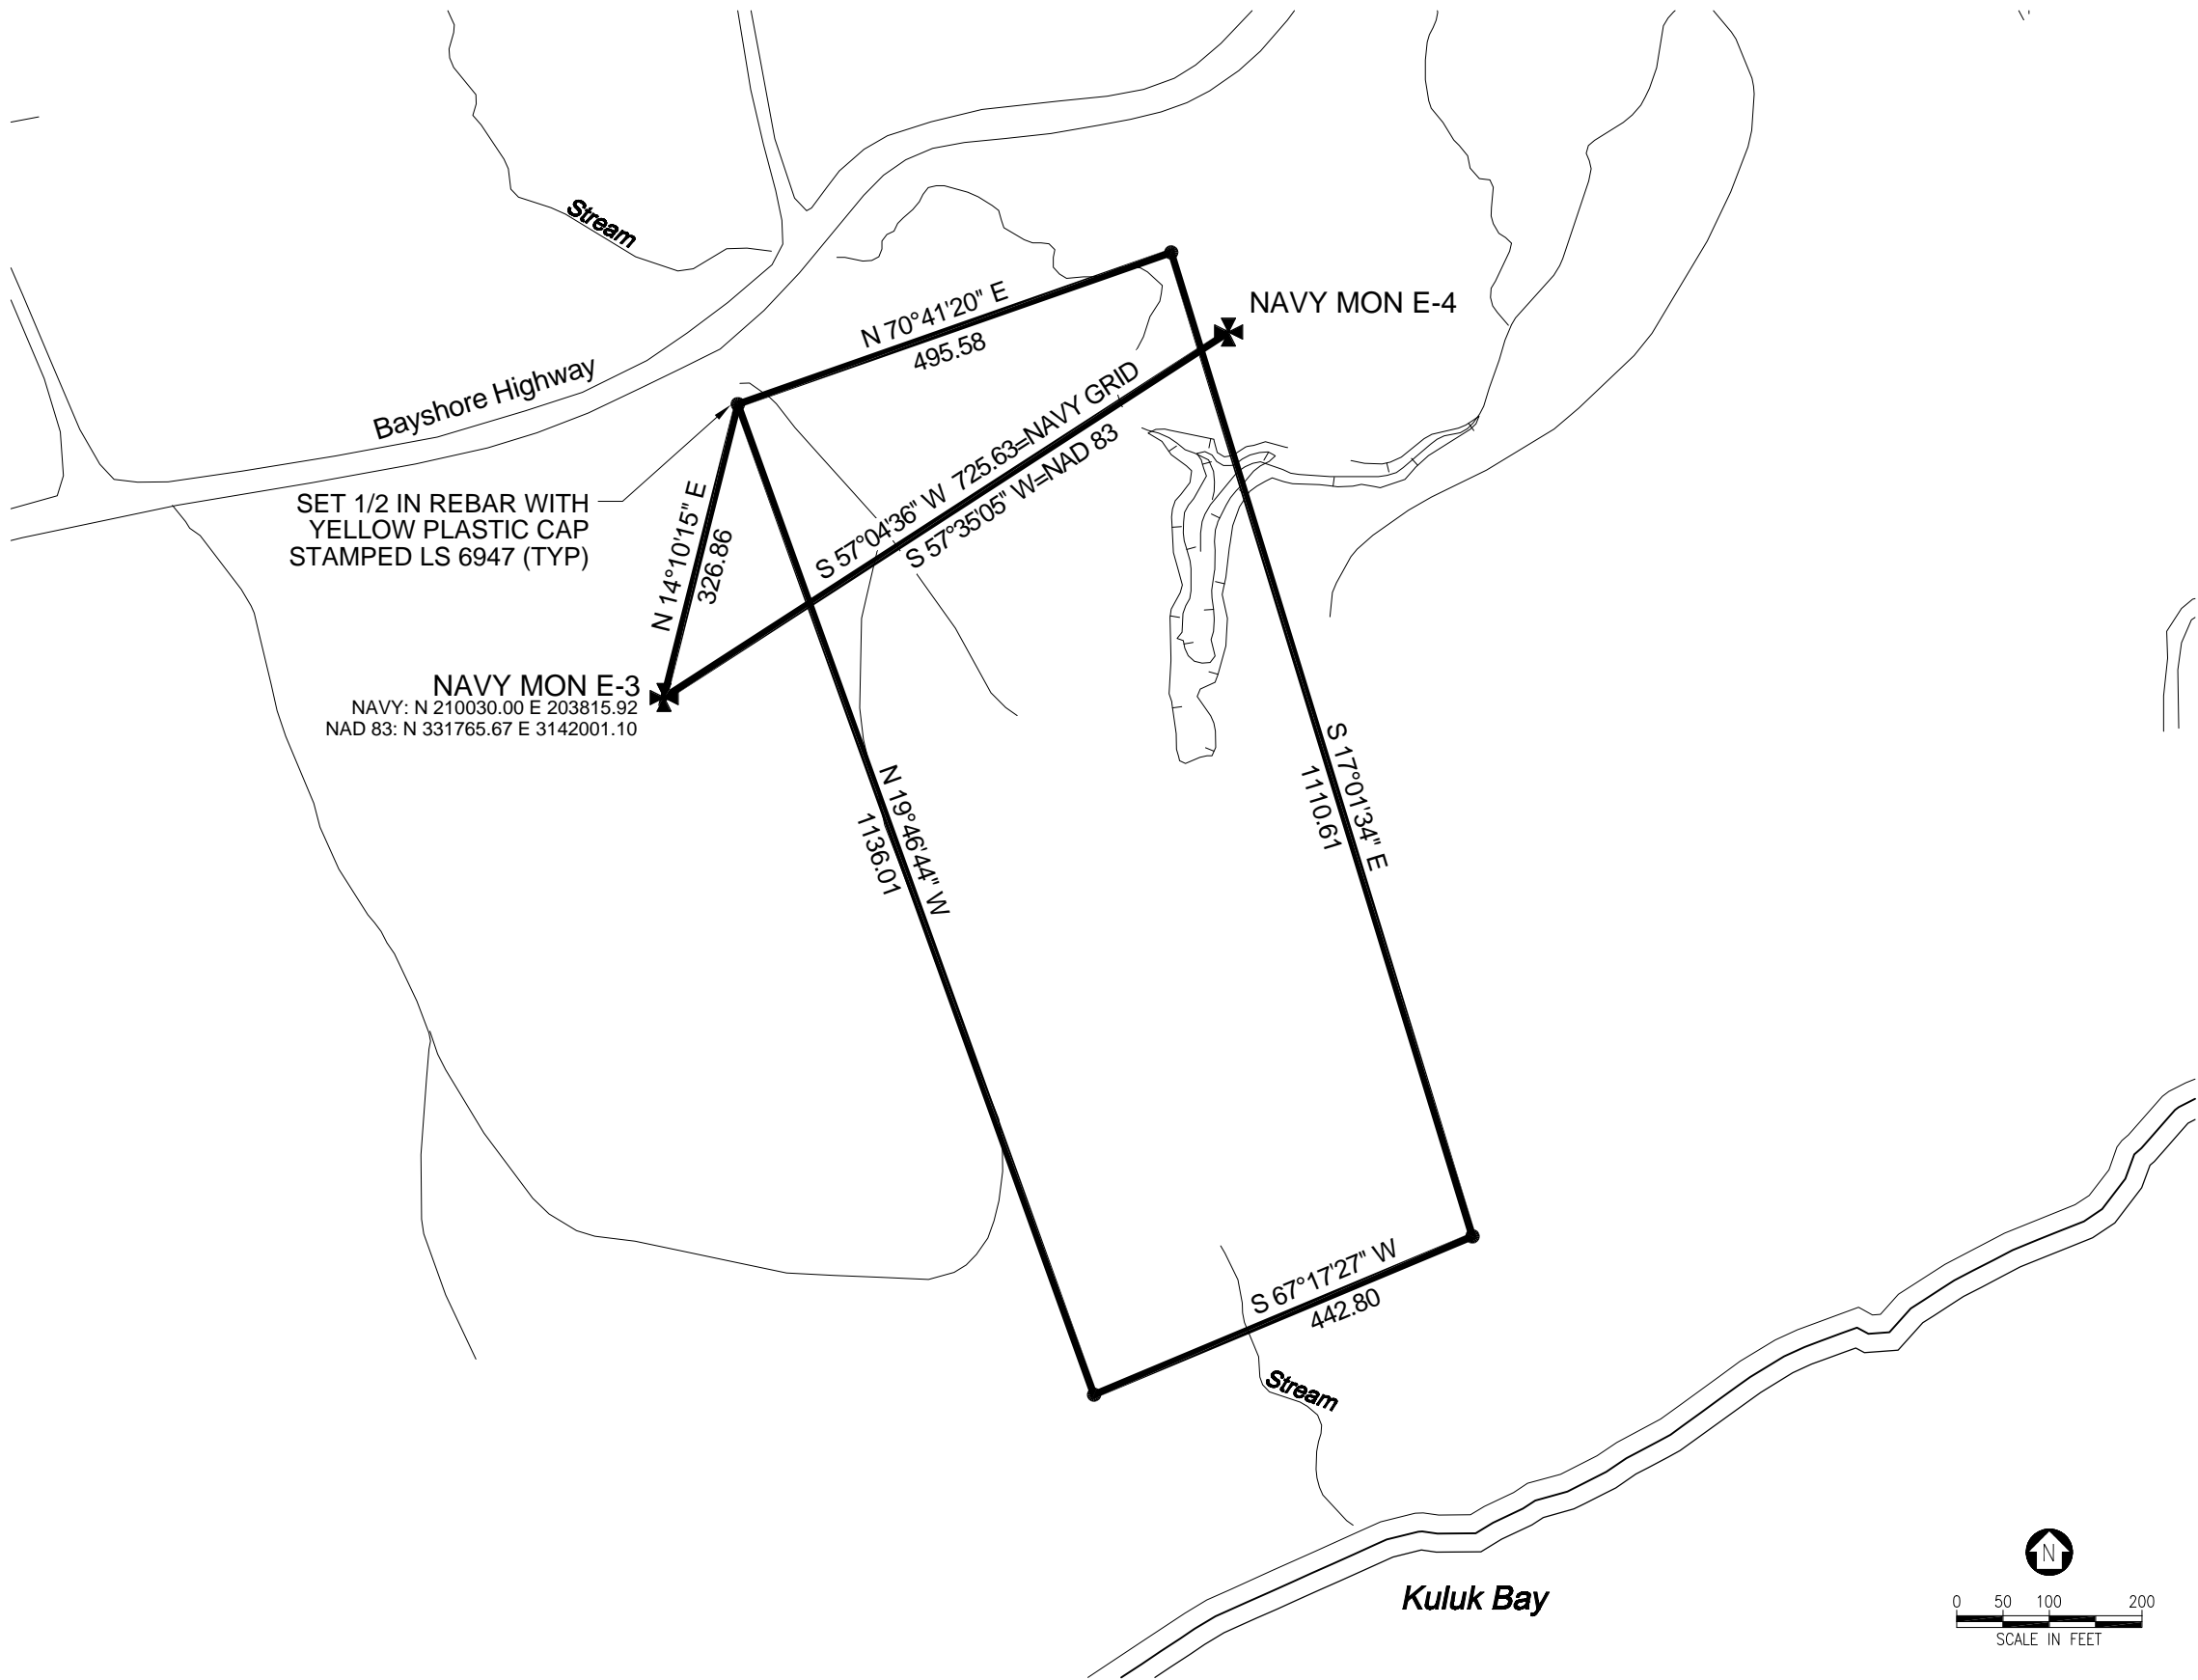 Stream
NAVY MON E-4
N 70°41'20" E
495.58
Bayshore Highway
S 57°04'36" W  725.63=NAVY GRID
S 57°35'05" W=NAD 83
SET 1/2 IN REBAR WITH
YELLOW PLASTIC CAP
STAMPED LS 6947 (TYP)
N 14°10'15" E
326.86
NAVY MON E-3
NAVY: N 210030.00 E 203815.92
NAD 83: N 331765.67 E 3142001.10
S 17°01'34" E
1110.61
N 19°46'44" W
1136.01
S 67°17'27" W
442.80
Stream
Kuluk Bay
N
0 50 100 200
SCALE IN FEET